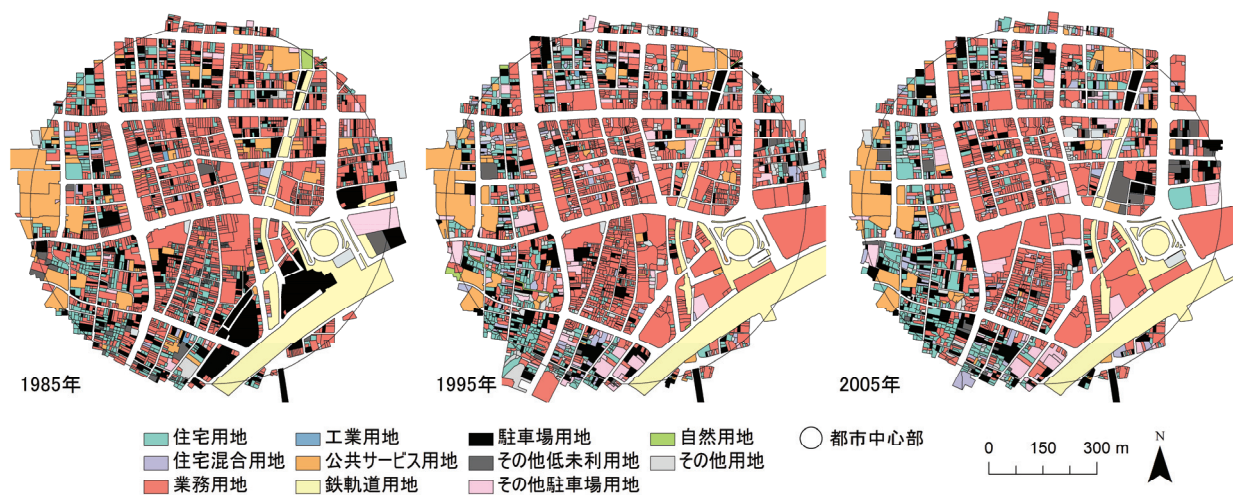 1985年
1995年
2005年
住宅用地
工業用地
駐車場用地
自然用地
都市中心部
住宅混合用地
公共サービス用地
その他低未利用地
その他用地
業務用地
鉄軌道用地
その他駐車場用地
0 150 300 m
N